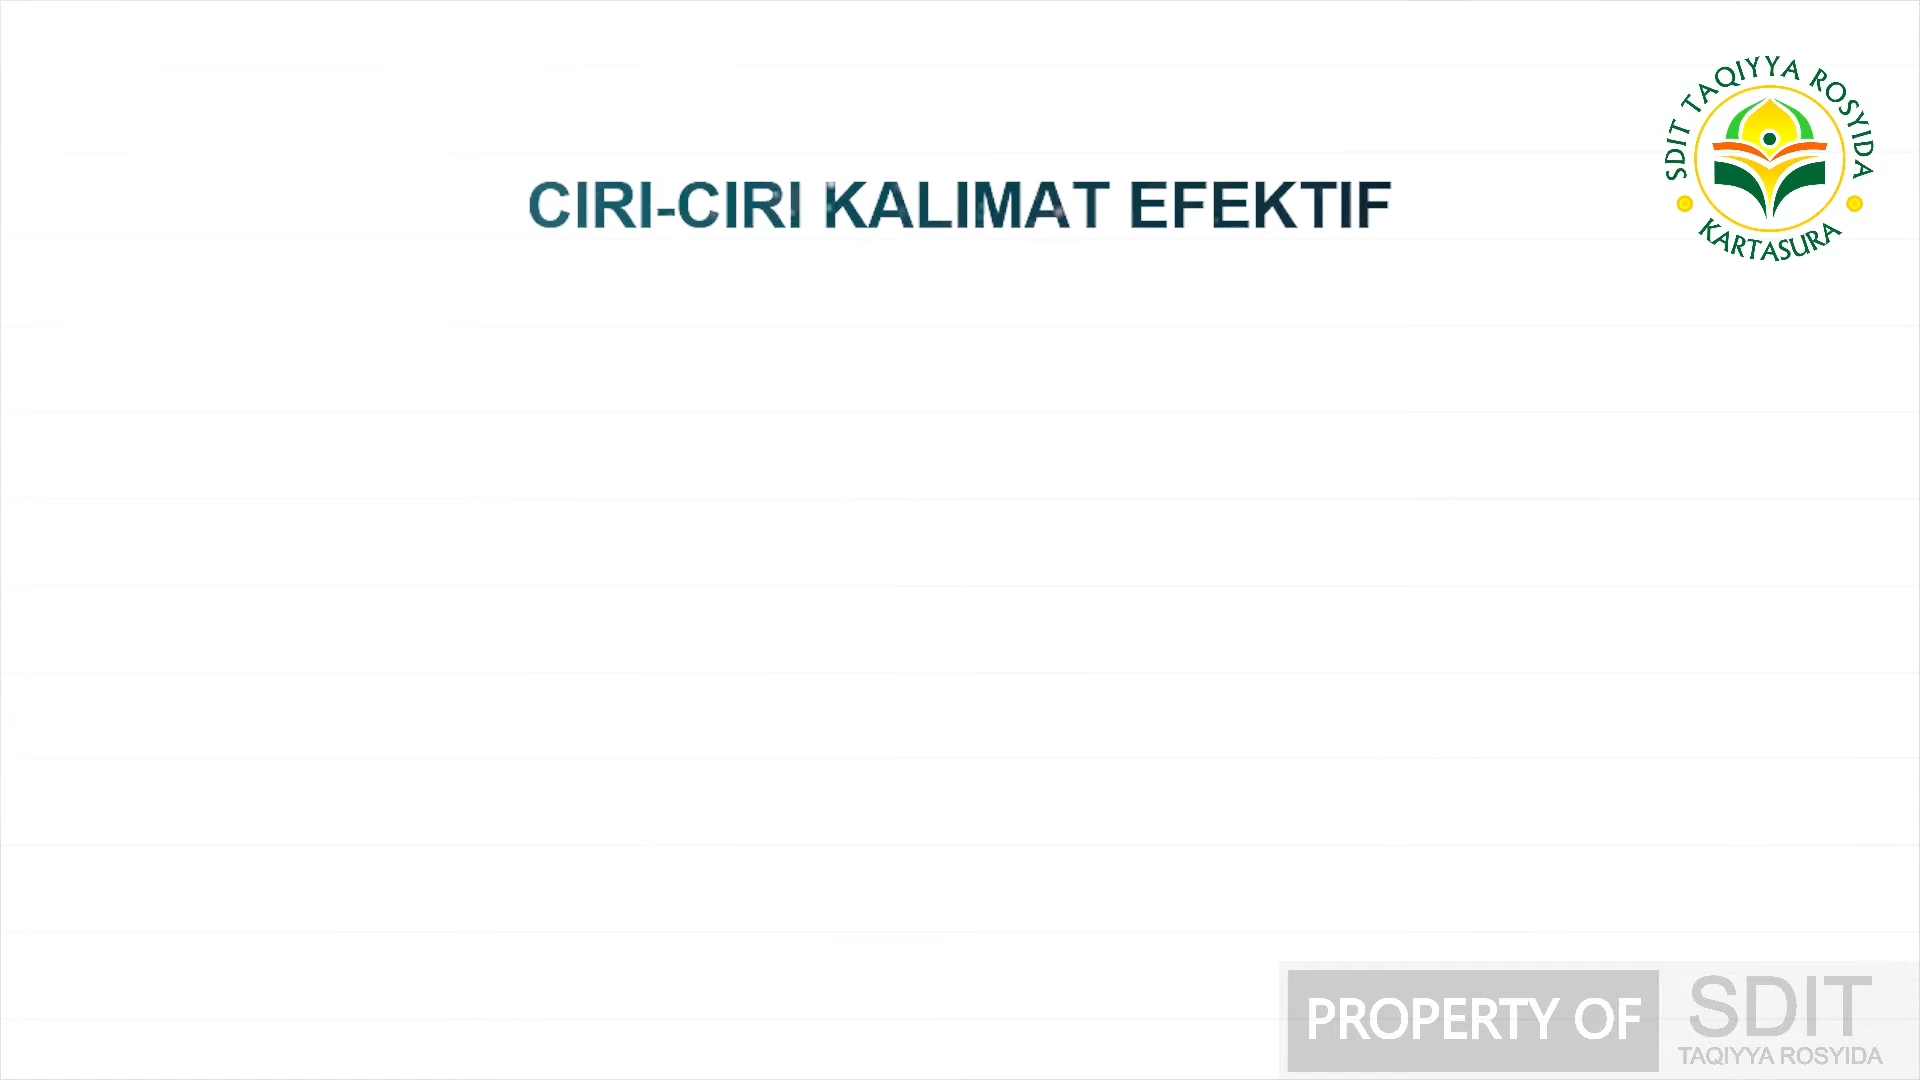 SDIT TAQIYYA ROSYIDA
KARTASURA
CIRI-CIRI KALIMAT EFEKTIF
PROPERTY OF
SDIT
TAQIYYA ROSYIDA